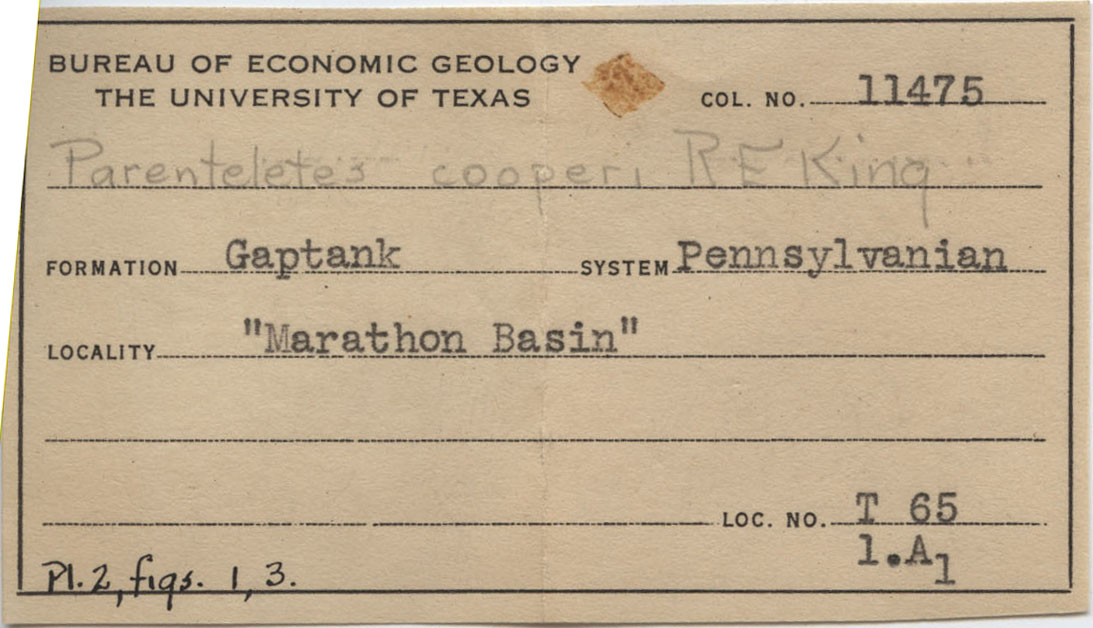 BUREAU OF ECONOMIC GEOLOGY
THE UNIVERSITY OF TEXAS
COL. NO. 11475
Parenteletes cooperi R E King
FORMATION Gaptank SYSTEM Pennsylvanian
LOCALITY "Marathon Basin"
LOC. NO. T 65
1.A1
Pl. 2, figs. 1, 3.